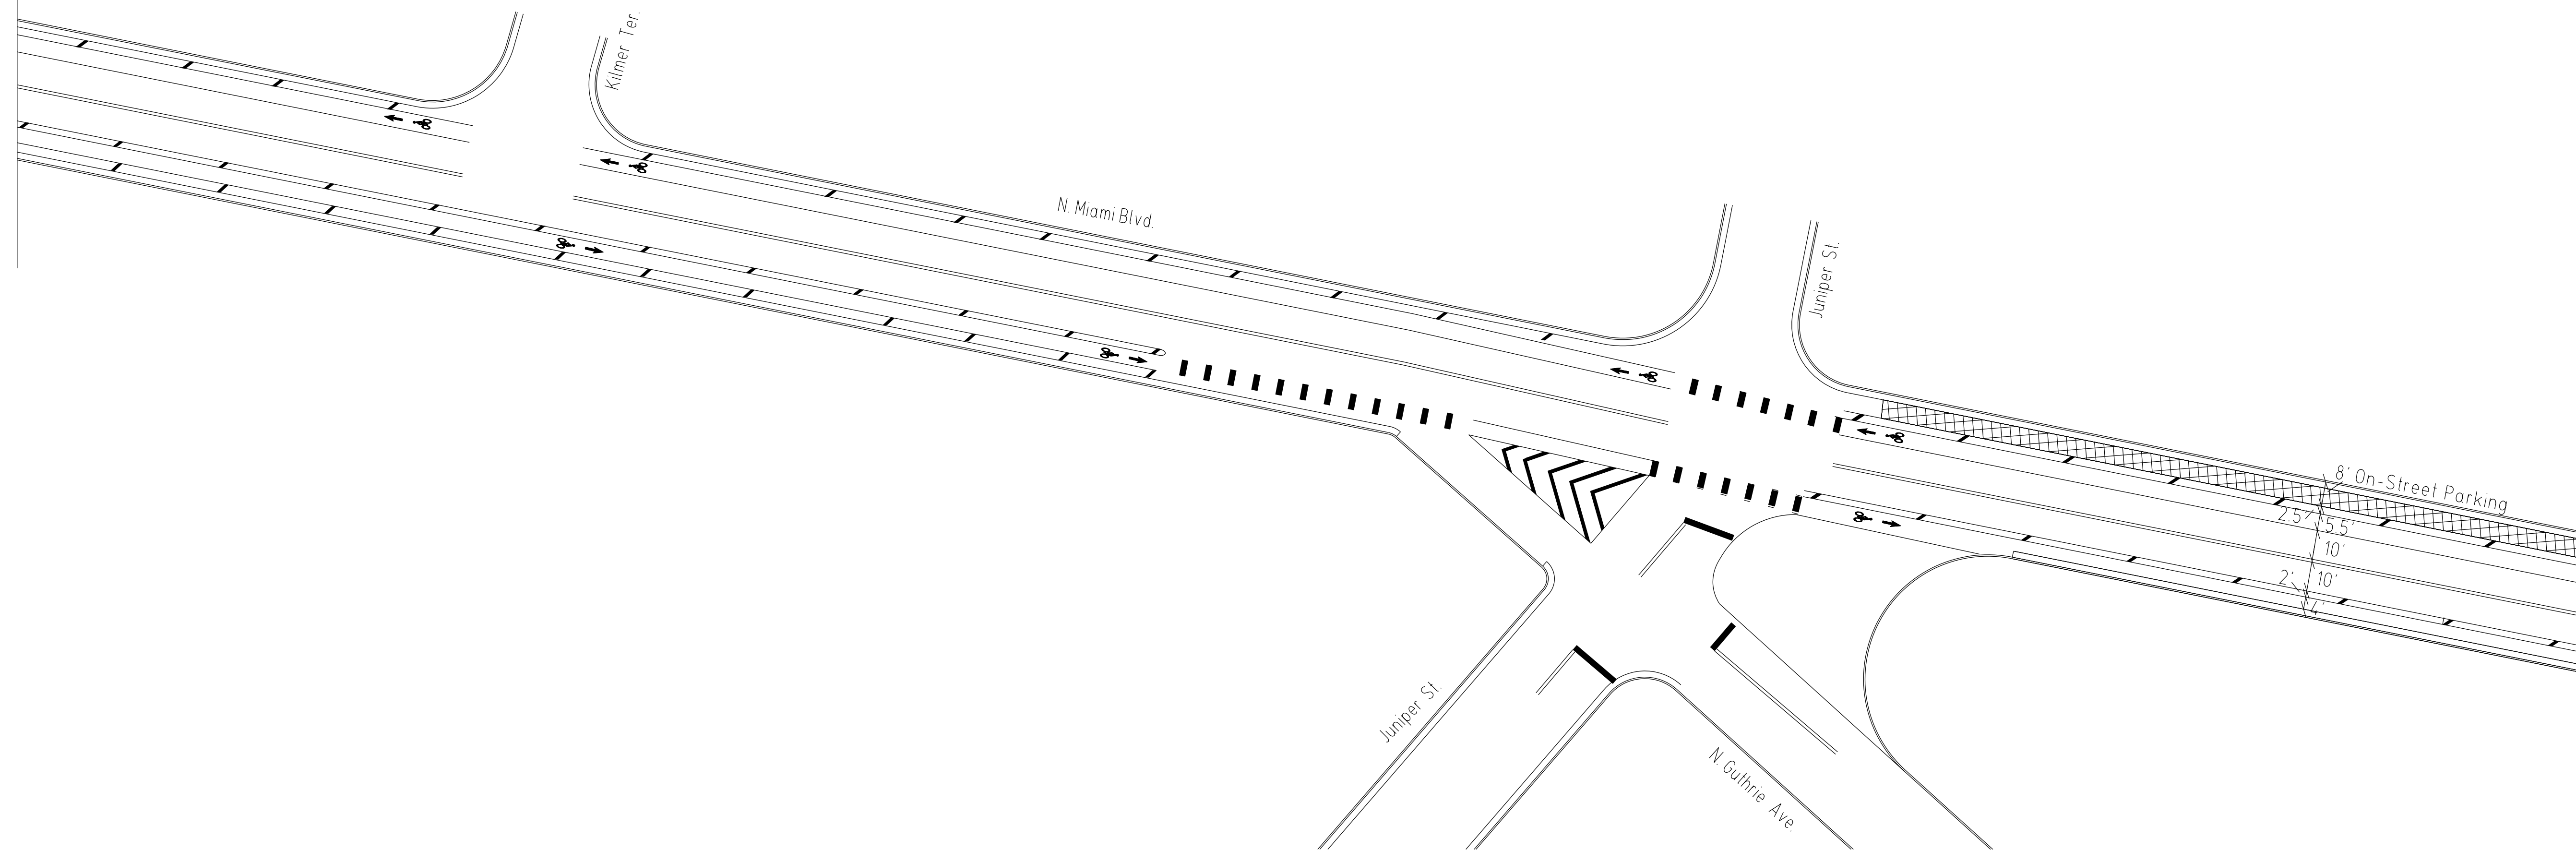 Kilmer Ter.
N. Miami Blvd.
Juniper St.
8' On-Street Parking
2.5'
5.5'
10'
2'
10'
4'
Juniper St.
N. Guthrie Ave.